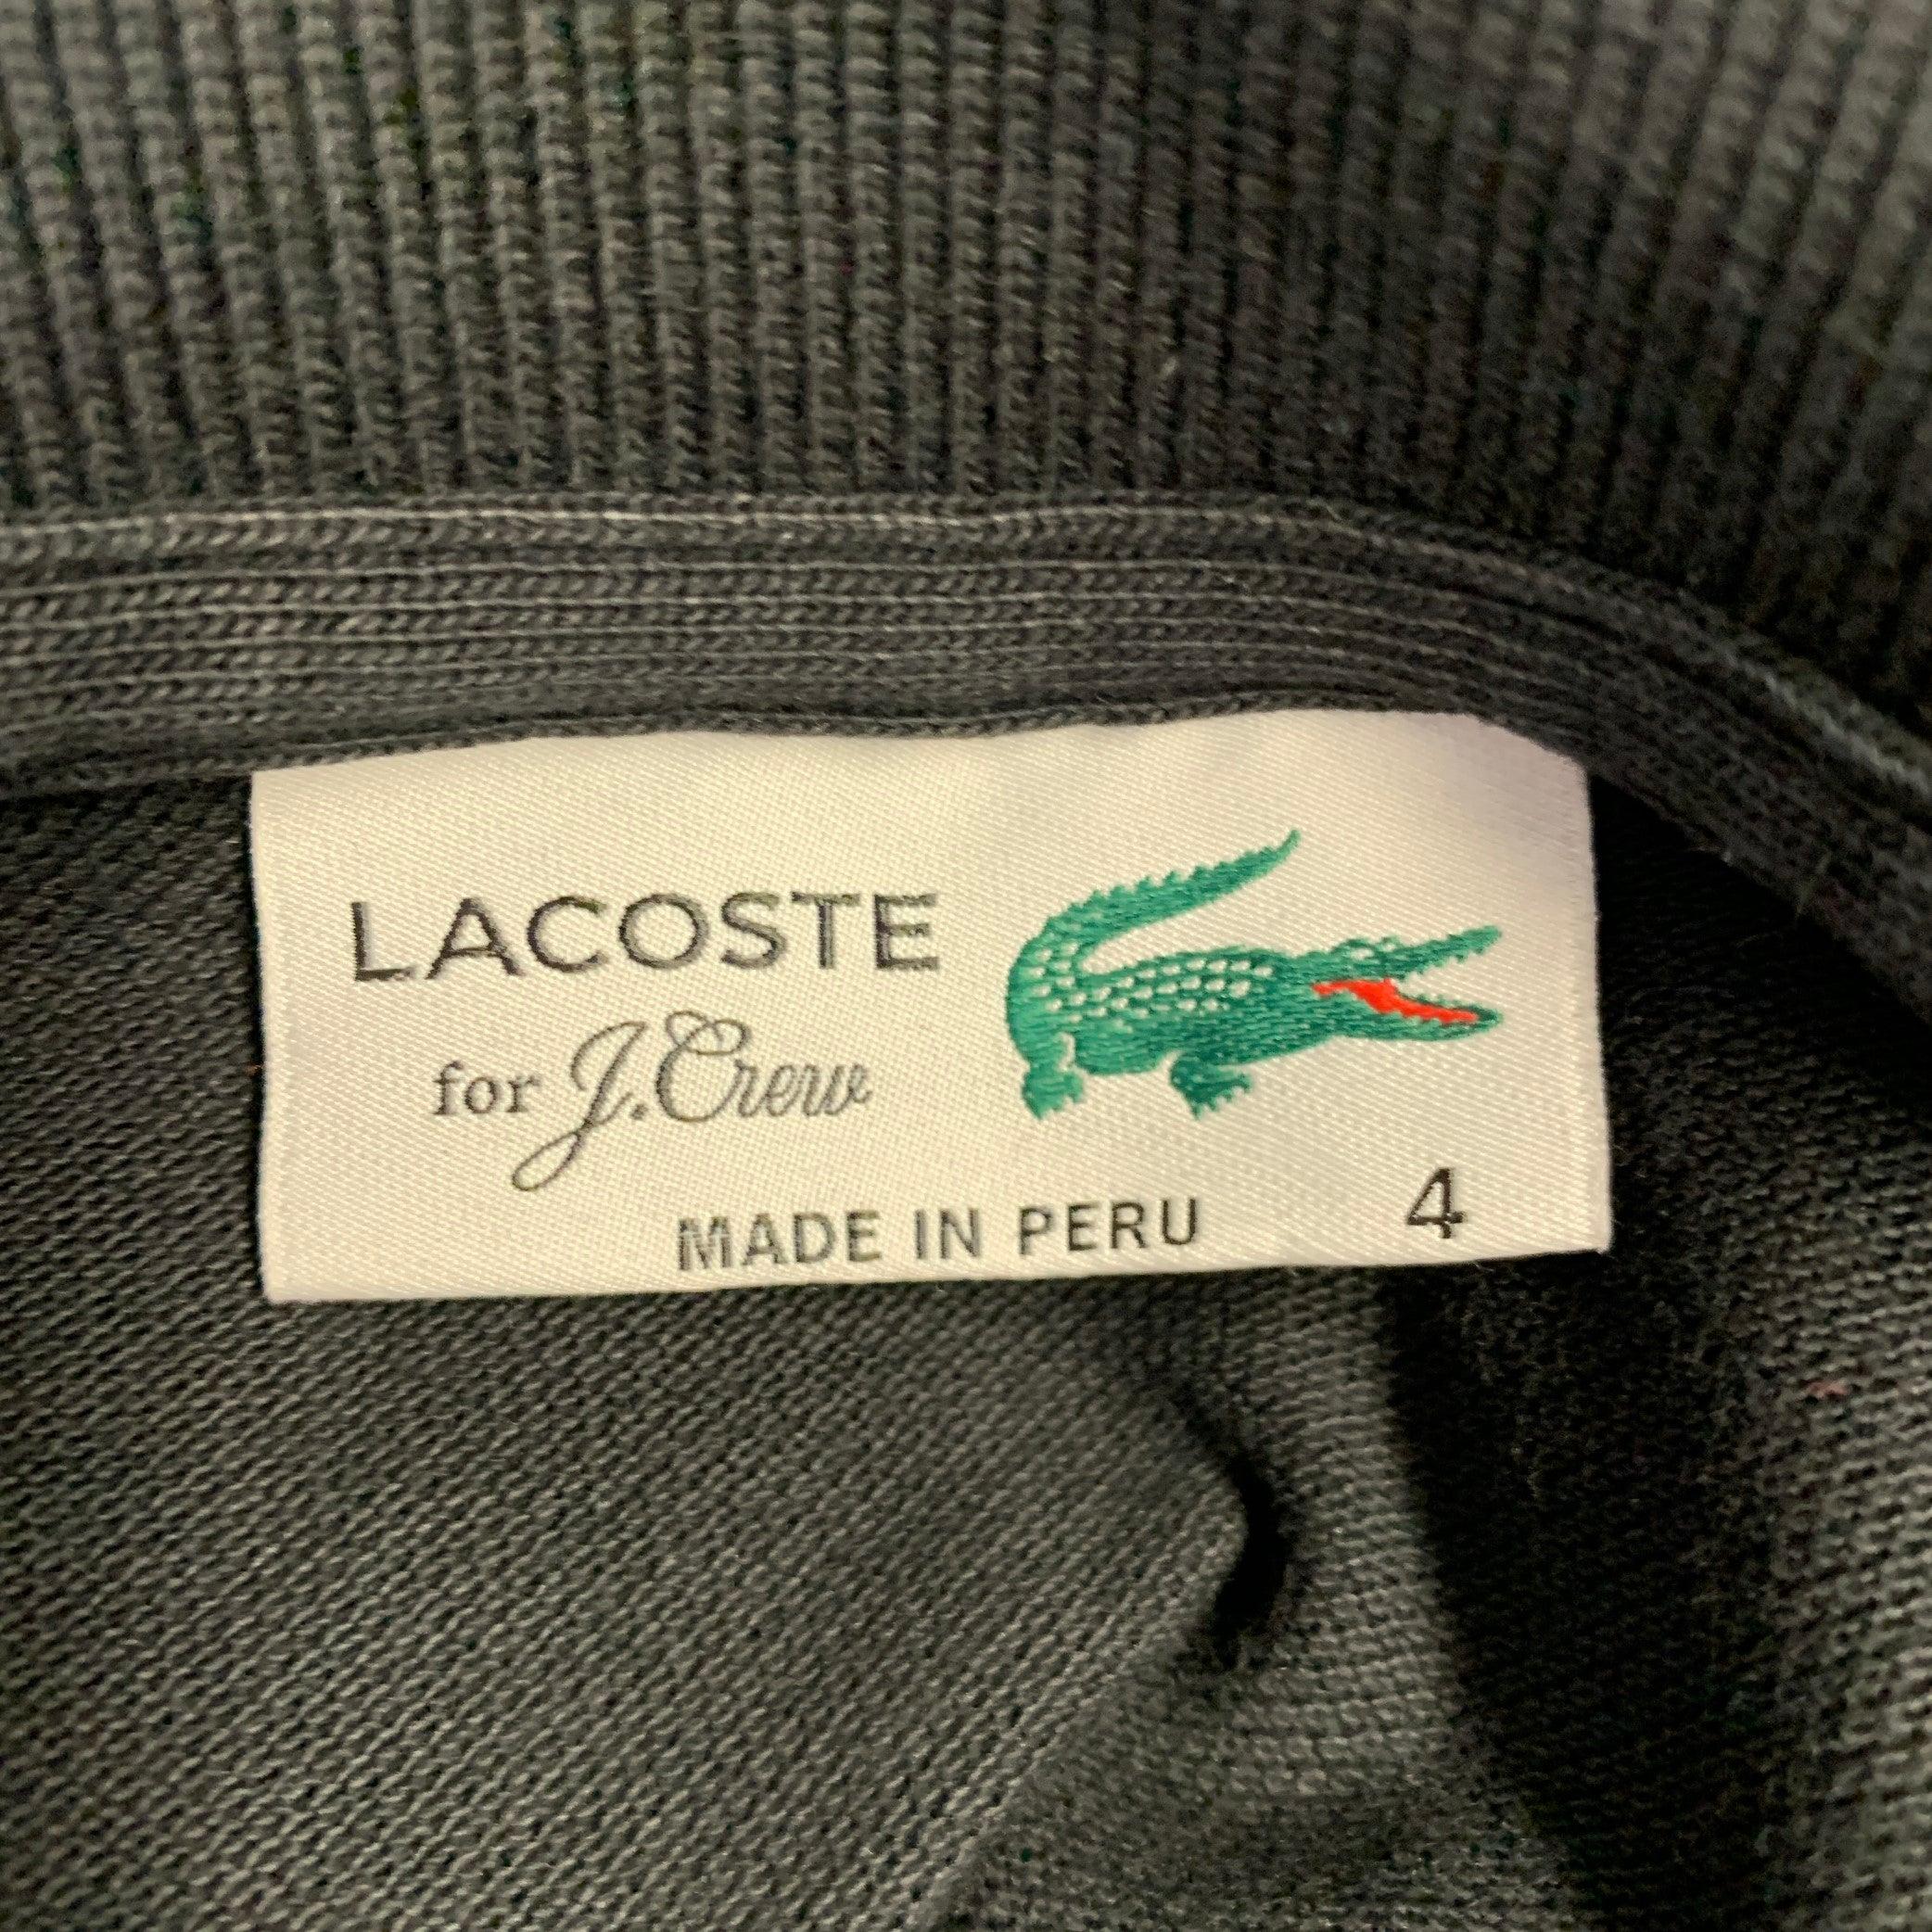 LACOSTE
for J.Crew
MADE IN PERU
4